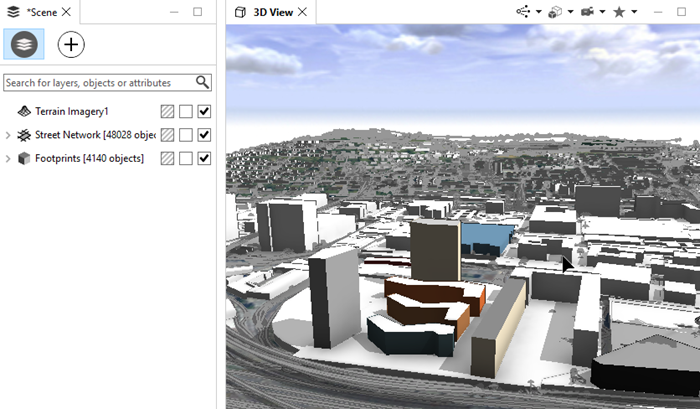 *Scene
3D View
Search for layers, objects or attributes
Terrain Imagery1
Street Network [48028 objec
Footprints [4140 objects]